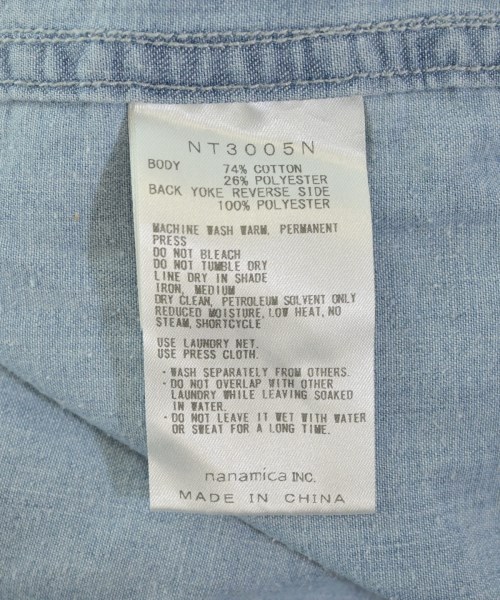 NT3005N
BODY 74% COTTON
26% POLYESTER
BACK YOKE REVERSE SIDE
100% POLYESTER
MACHINE WASH WARM. PERMANENT
PRESS
DO NOT BLEACH
DO NOT TUMBLE DRY
LINE DRY IN SHADE
IRON, MEDIUM
DRY CLEAN, PETROLEUM SOLVENT ONLY
REDUCED MOISTURE, LOW HEAT, NO
STEAM, SHORTCYCLE
USE LAUNDRY NET.
USE PRESS CLOTH.
・WASH SEPARATELY FROM OTHERS.
・DO NOT OVERLAP WITH OTHER
LAUNDRY WHILE LEAVING SOAKED
IN WATER.
・DO NOT LEAVE IT WET WITH WATER
OR SWEAT FOR A LONG TIME.
nanamica INC.
MADE IN CHINA